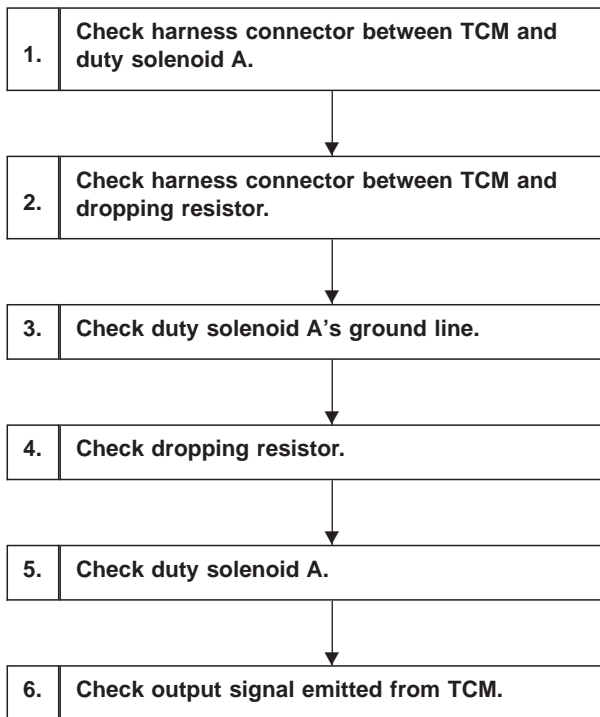 1. Check harness connector between TCM and
duty solenoid A.
2. Check harness connector between TCM and
dropping resistor.
3. Check duty solenoid A’s ground line.
4. Check dropping resistor.
5. Check duty solenoid A.
6. Check output signal emitted from TCM.